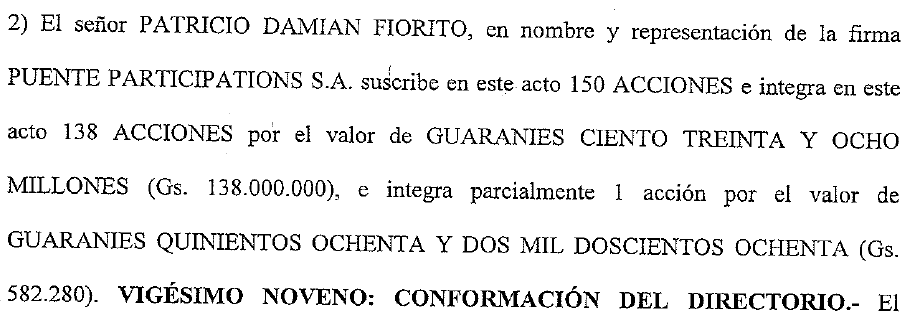 2) El señor PATRICIO DAMIAN FIORITO, en nombre y representación de la firma
PUENTE PARTICIPATIONS S.A. suscribe en este acto 150 ACCIONES e integra en este
acto 138 ACCIONES por el valor de GUARANIES CIENTO TREINTA Y OCHO
MILLONES (Gs. 138.000.000), e integra parcialmente 1 acción por el valor de
GUARANIES QUINIENTOS OCHENTA Y DOS MIL DOSCIENTOS OCHENTA (Gs.
582.280). VIGÉSIMO NOVENO: CONFORMACIÓN DEL DIRECTORIO.- El